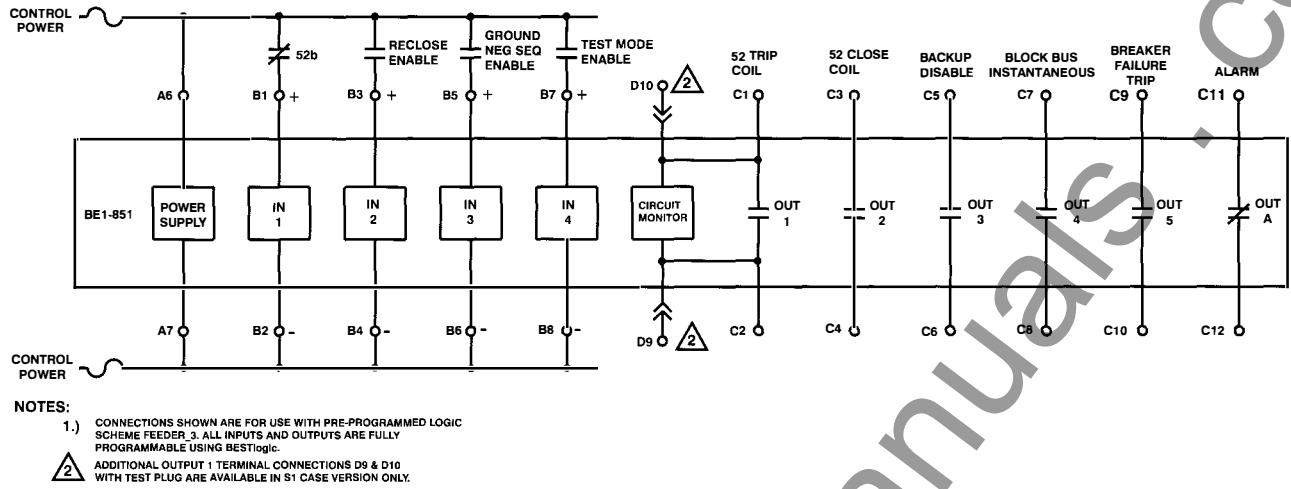 CONTROL
POWER
52b
RECLOSE
ENABLE
GROUND
NEG SEQ
ENABLE
TEST MODE
ENABLE
52 TRIP
COIL
52 CLOSE
COIL
BACKUP
DISABLE
BLOCK BUS
INSTANTANEOUS
BREAKER
FAILURE
TRIP
ALARM
A6
B1 +
B3 +
B5 +
B7 +
D10
2
C1
C3
C5
C7
C9
C11
BE1-851
POWER
SUPPLY
IN
1
IN
2
IN
3
IN
4
CIRCUIT
MONITOR
OUT
1
OUT
2
OUT
3
OUT
4
OUT
5
OUT
A
A7
B2 -
B4 -
B6 -
B8 -
D9
2
C2
C4
C6
C8
C10
C12
CONTROL
POWER
NOTES:
1.) CONNECTIONS SHOWN ARE FOR USE WITH PRE-PROGRAMMED LOGIC
SCHEME FEEDER_3. ALL INPUTS AND OUTPUTS ARE FULLY
PROGRAMMABLE USING BESTlogic.
2 ADDITIONAL OUTPUT 1 TERMINAL CONNECTIONS D9 & D10
WITH TEST PLUG ARE AVAILABLE IN S1 CASE VERSION ONLY.